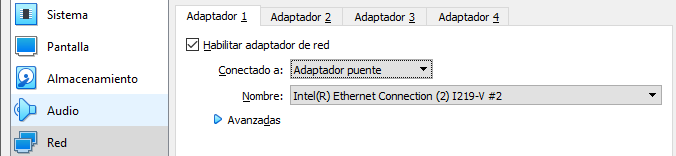 Sistema
Pantalla
Almacenamiento
Audio
Red
Adaptador 1 Adaptador 2 Adaptador 3 Adaptador 4
Habilitar adaptador de red
Conectado a: Adaptador puente
Nombre: Intel(R) Ethernet Connection (2) I219-V #2
Avanzadas